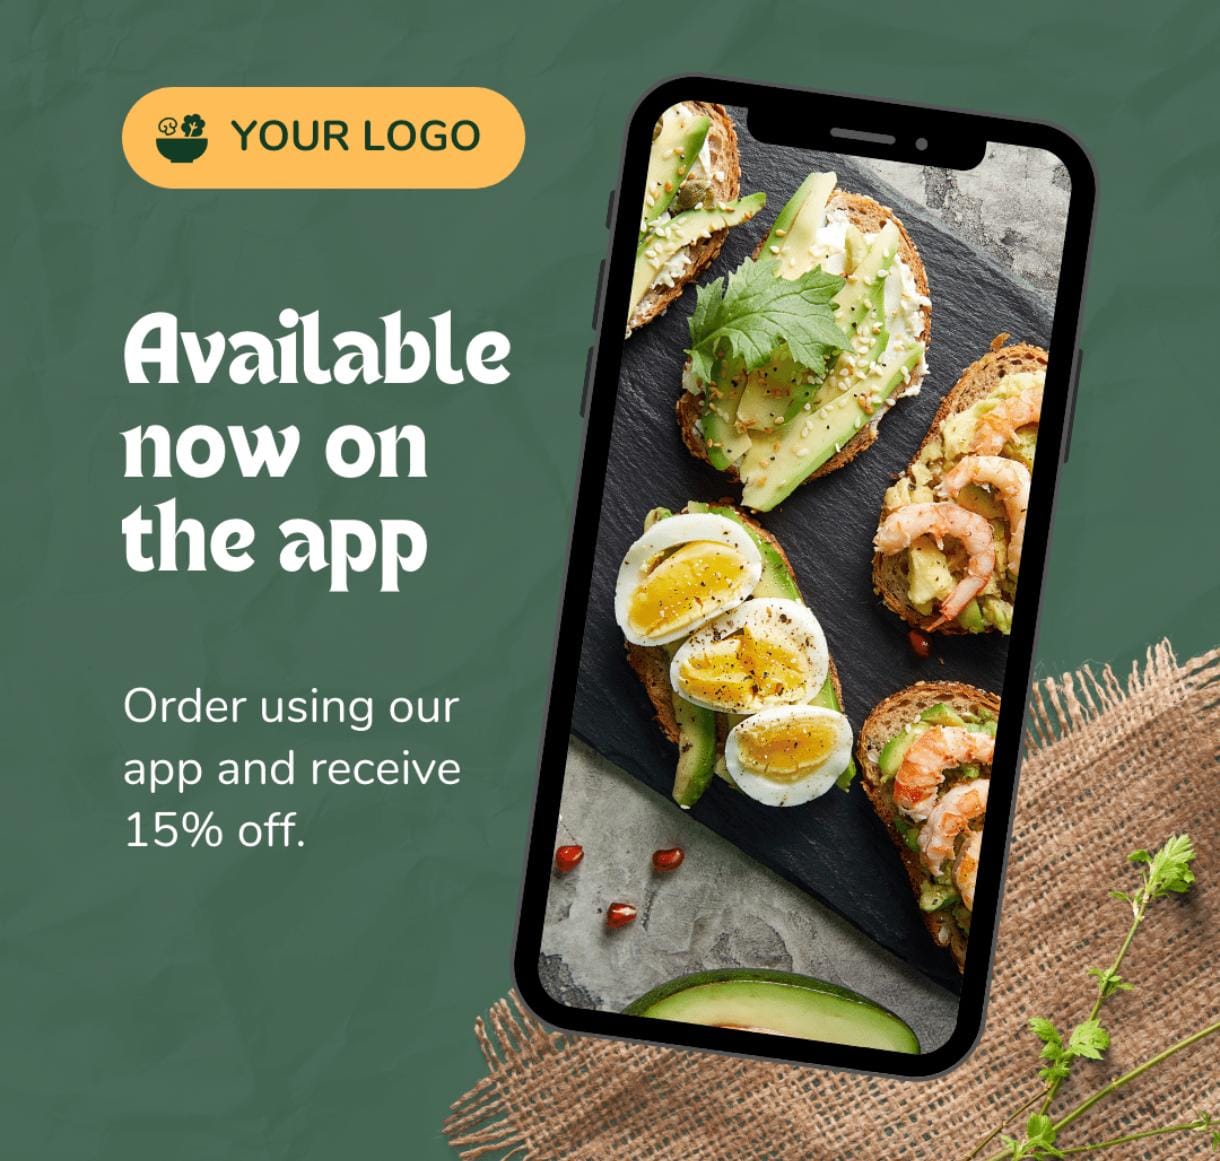 YOUR LOGO
Available
now on
the app
Order using our
app and receive
15% off.